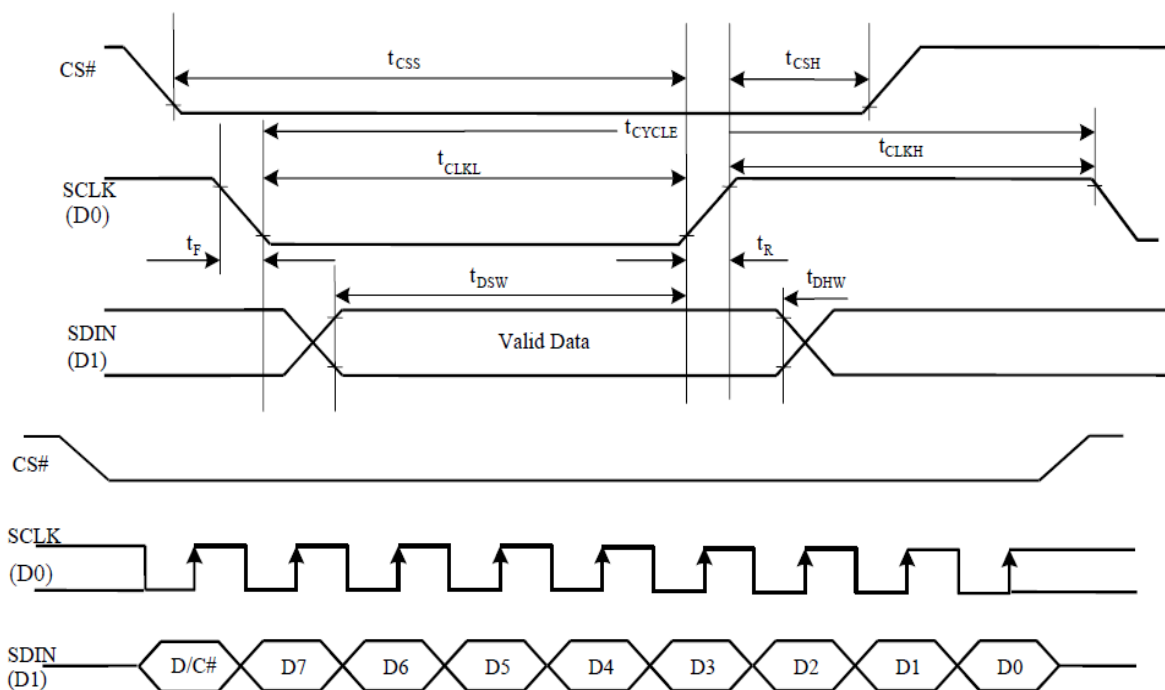 CS#
tCSS
tCSH
tCYCLE
SCLK
(D0)
tCLKL
tCLKH
tF
tR
tDSW
tDHW
SDIN
(D1)
Valid Data
CS#
SCLK
(D0)
SDIN
(D1)
D/C# D7 D6 D5 D4 D3 D2 D1 D0